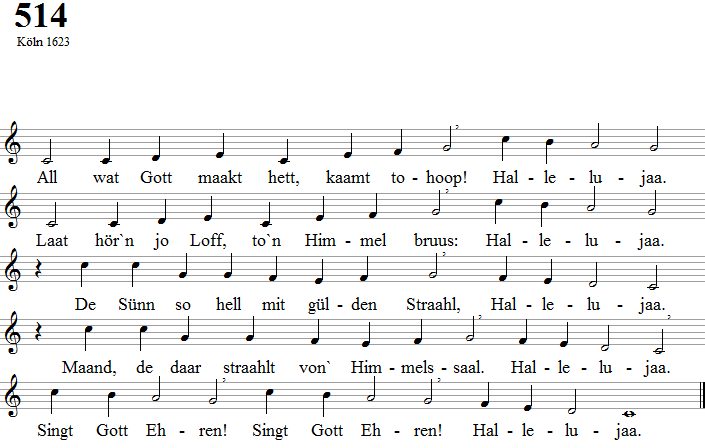 514
Köln 1623
All wat Gott maakt hett, kaamt to - hoop! Hal - le - lu - jaa.
Laat hör`n jo Loff, to`n Him - mel bruus: Hal - le - lu - jaa.
De Sünn so hell mit gül - den Straahl, Hal - le - lu - jaa.
Maand, de daar straahlt von` Him - mels - saal. Hal - le - lu - jaa.
Singt Gott Eh - ren! Singt Gott Eh - ren! Hal - le - lu - jaa.